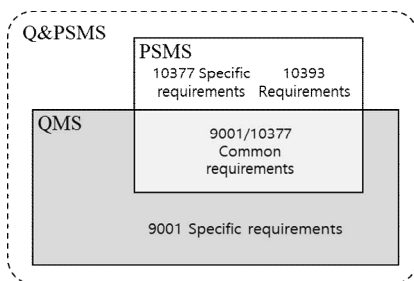 Q&PSMS
PSMS
10377 Specific requirements
10393 Requirements
QMS
9001/10377
Common
requirements
9001 Specific requirements